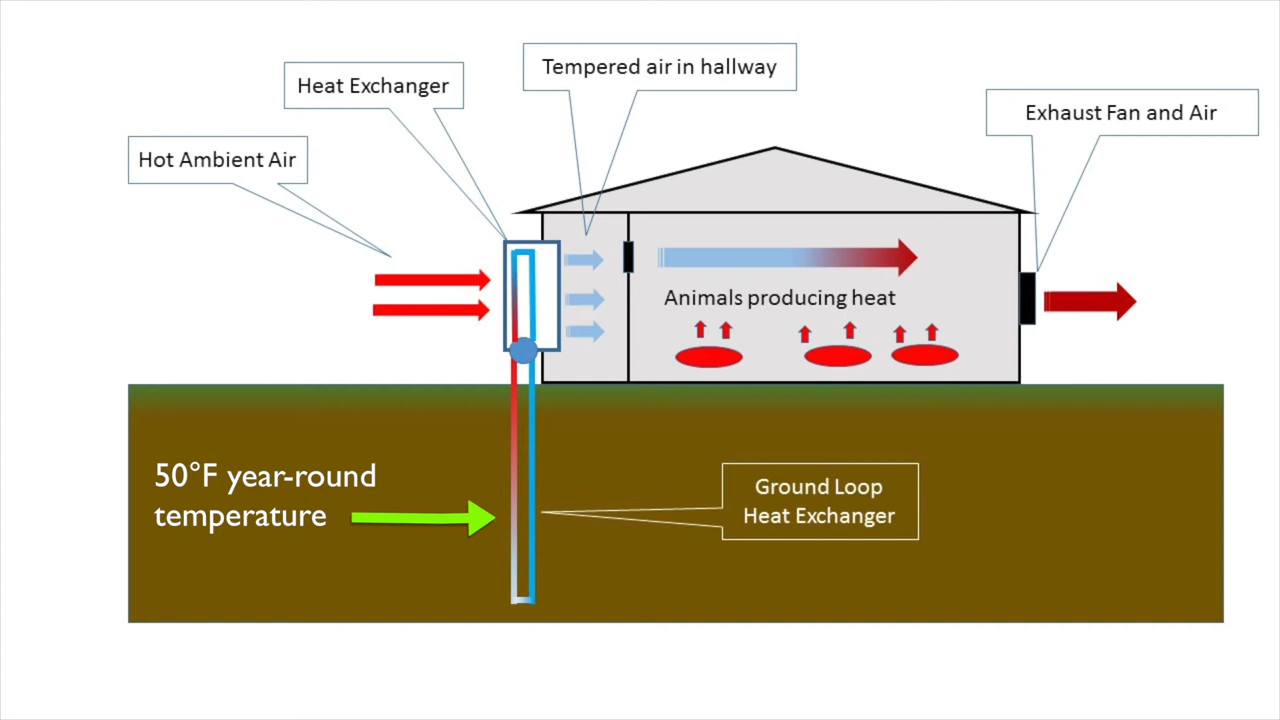 Tempered air in hallway
Heat Exchanger
Exhaust Fan and Air
Hot Ambient Air
Animals producing heat
50°F year-round
temperature
Ground Loop
Heat Exchanger